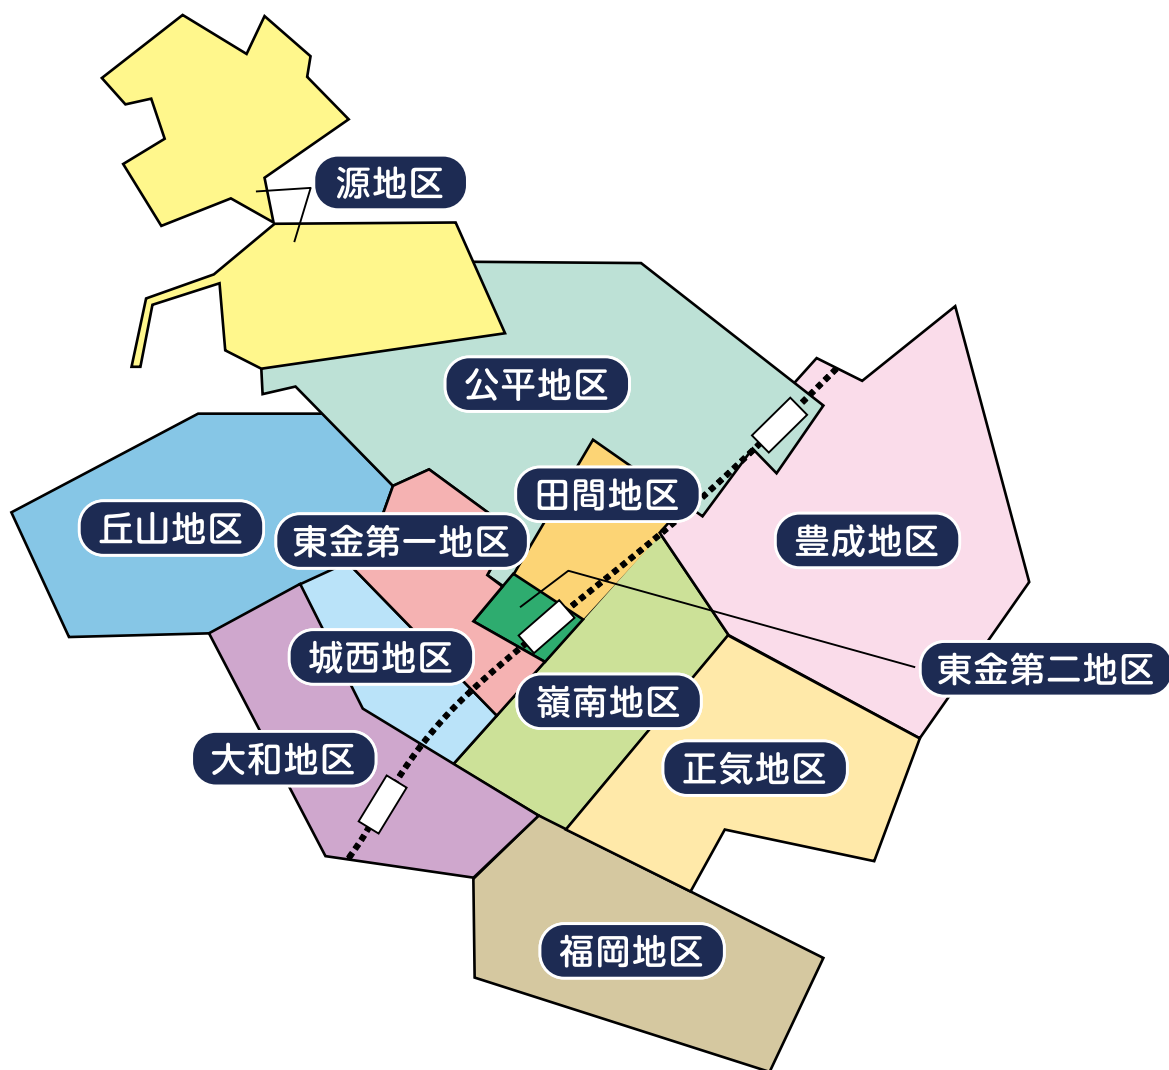 源地区
公平地区
田間地区
丘山地区
東金第一地区
豊成地区
城西地区
東金第二地区
嶺南地区
大和地区
正気地区
福岡地区